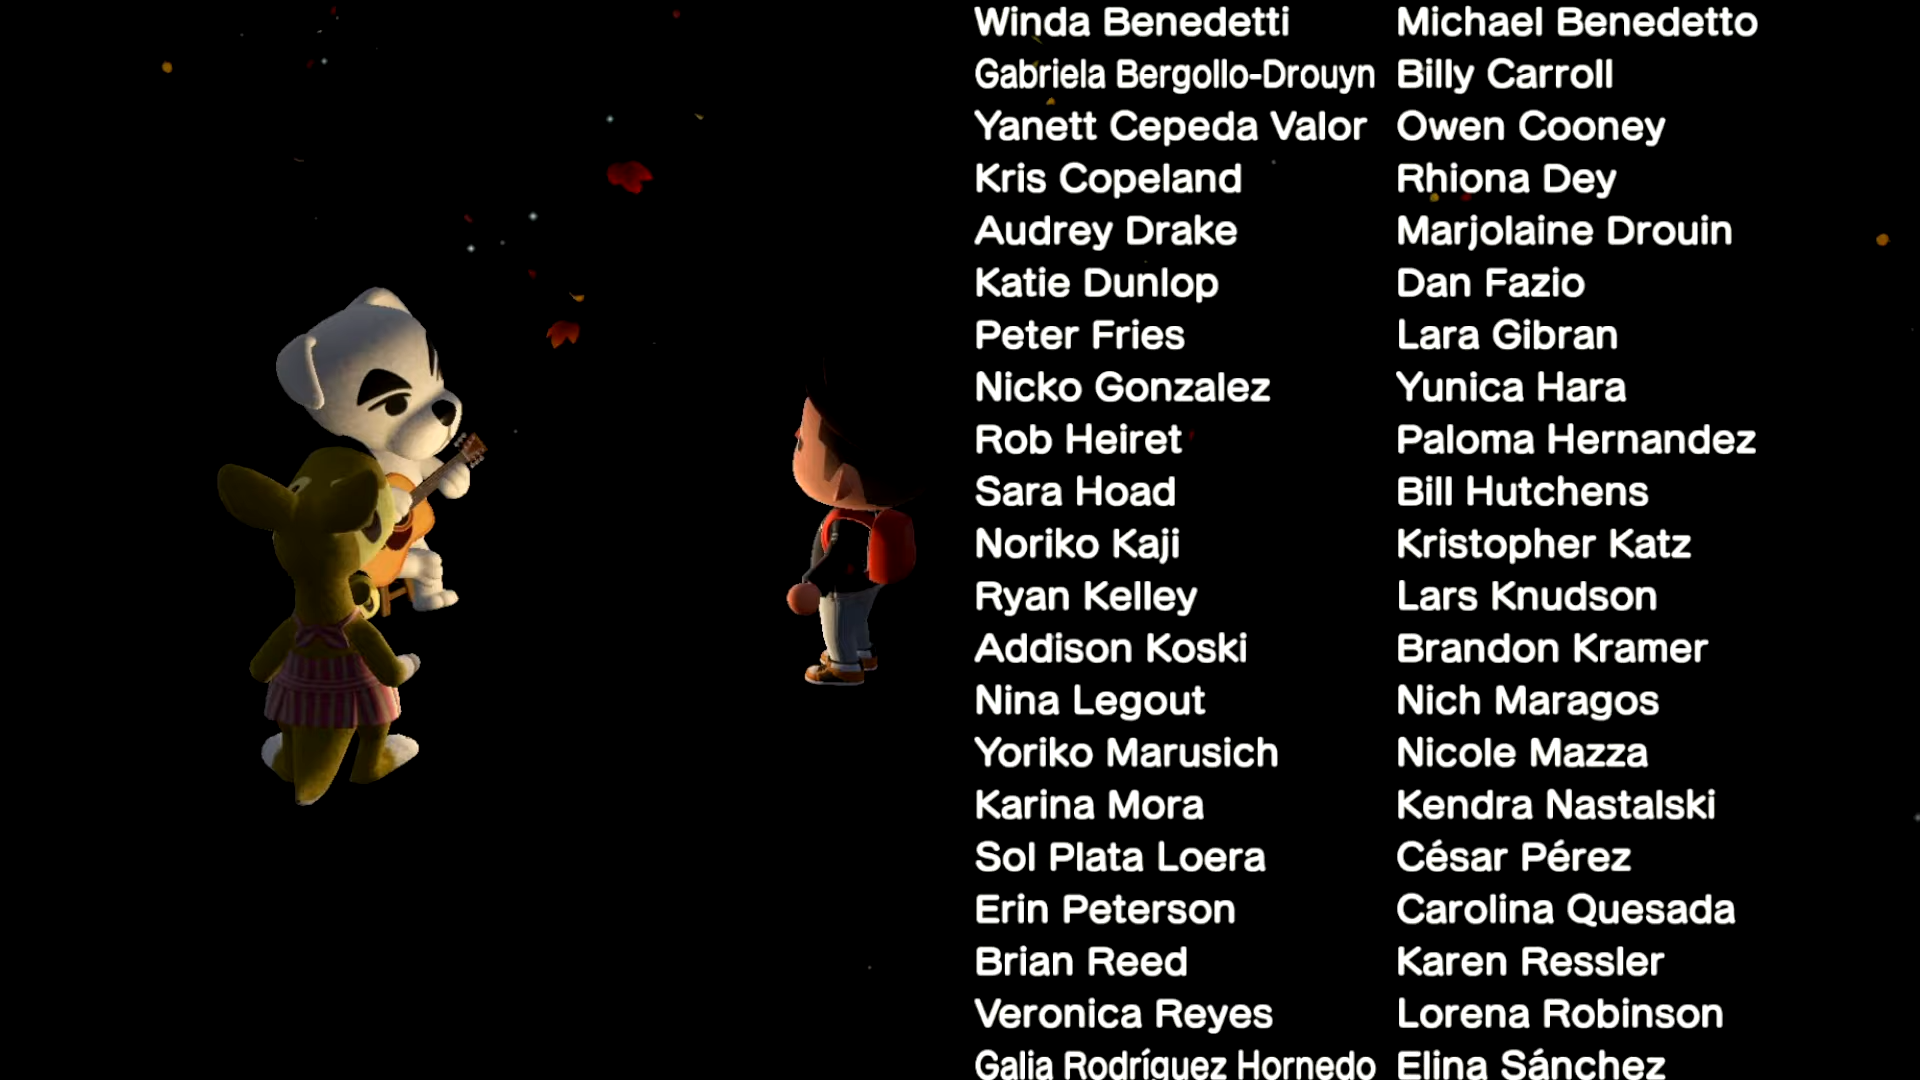 Winda Benedetti Michael Benedetto
Gabriela Bergollo-Drouyn Billy Carroll
Yanett Cepeda Valor Owen Cooney
Kris Copeland Rhiona Dey
Audrey Drake Marjolaine Drouin
Katie Dunlop Dan Fazio
Peter Fries Lara Gibran
Nicko Gonzalez Yunica Hara
Rob Heiret Paloma Hernandez
Sara Hoad Bill Hutchens
Noriko Kaji Kristopher Katz
Ryan Kelley Lars Knudson
Addison Koski Brandon Kramer
Nina Legout Nich Maragos
Yoriko Marusich Nicole Mazza
Karina Mora Kendra Nastalski
Sol Plata Loera César Pérez
Erin Peterson Carolina Quesada
Brian Reed Karen Ressler
Veronica Reyes Lorena Robinson
Galia Rodríguez Hornedo Elina Sánchez